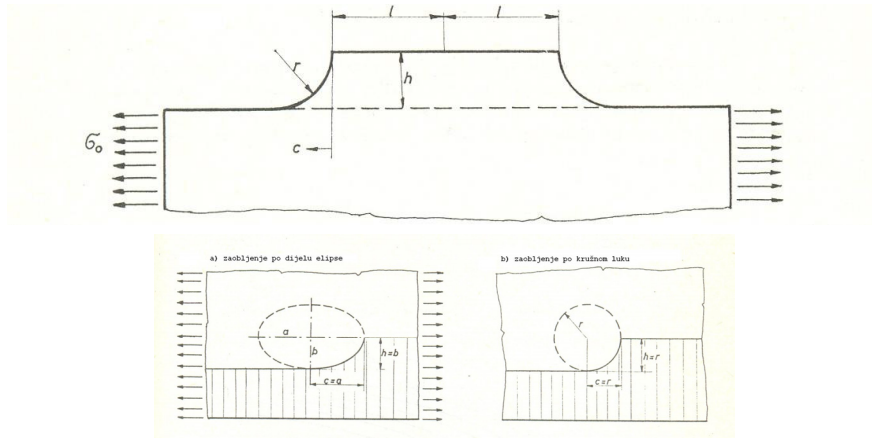 l l
r
h
σ₀
c
a) zaobljenje po dijelu elipse
b) zaobljenje po kružnom luku
a
b
h=b
c=a
r
h=r
c=r